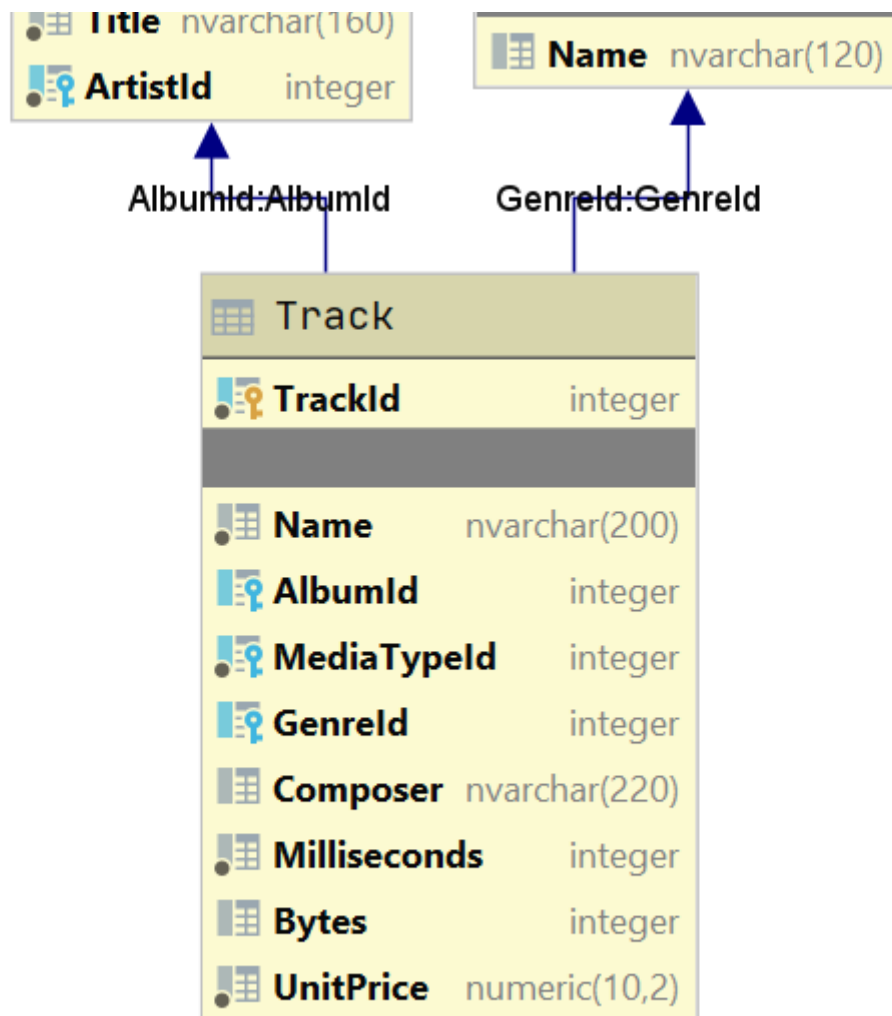 Title nvarchar(160)
ArtistId integer
Name nvarchar(120)
AlbumId:AlbumId
GenreId:GenreId
Track
TrackId integer
Name nvarchar(200)
AlbumId integer
MediaTypeId integer
GenreId integer
Composer nvarchar(220)
Milliseconds integer
Bytes integer
UnitPrice numeric(10,2)